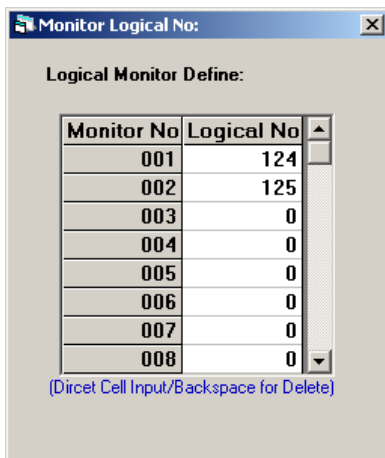 Monitor Logical No:
Logical Monitor Define:
Monitor No Logical No
001 124
002 125
003 0
004 0
005 0
006 0
007 0
008 0
(Dircet Cell Input/Backspace for Delete)